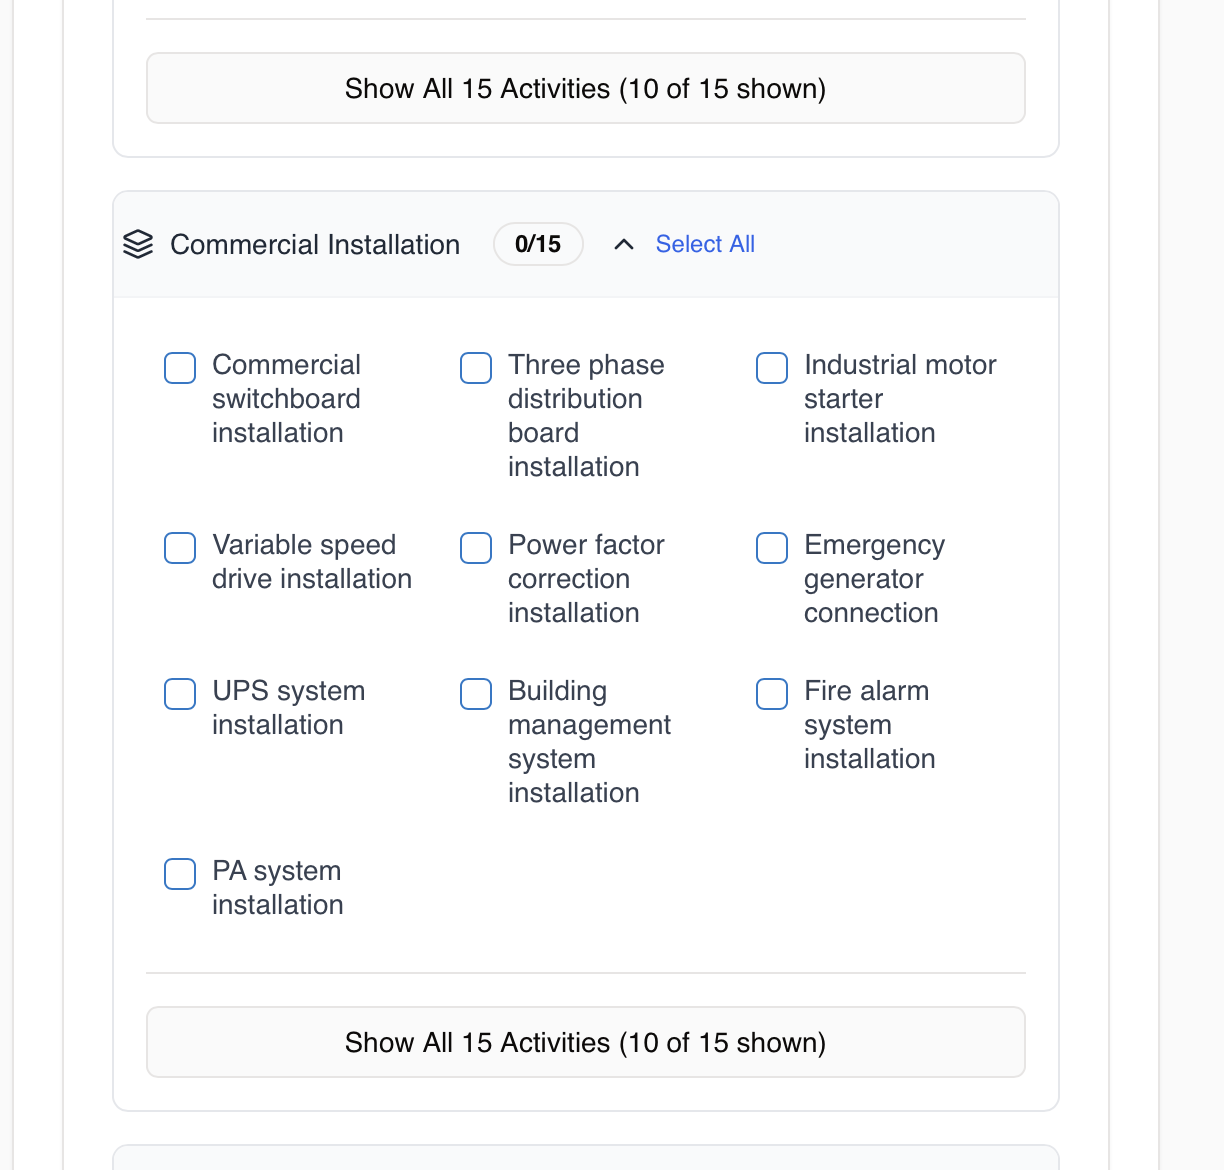 Show All 15 Activities (10 of 15 shown)
Commercial Installation
0/15
Select All
Commercial
switchboard
installation
Three phase
distribution
board
installation
Industrial motor
starter
installation
Variable speed
drive installation
Power factor
correction
installation
Emergency
generator
connection
UPS system
installation
Building
management
system
installation
Fire alarm
system
installation
PA system
installation
Show All 15 Activities (10 of 15 shown)